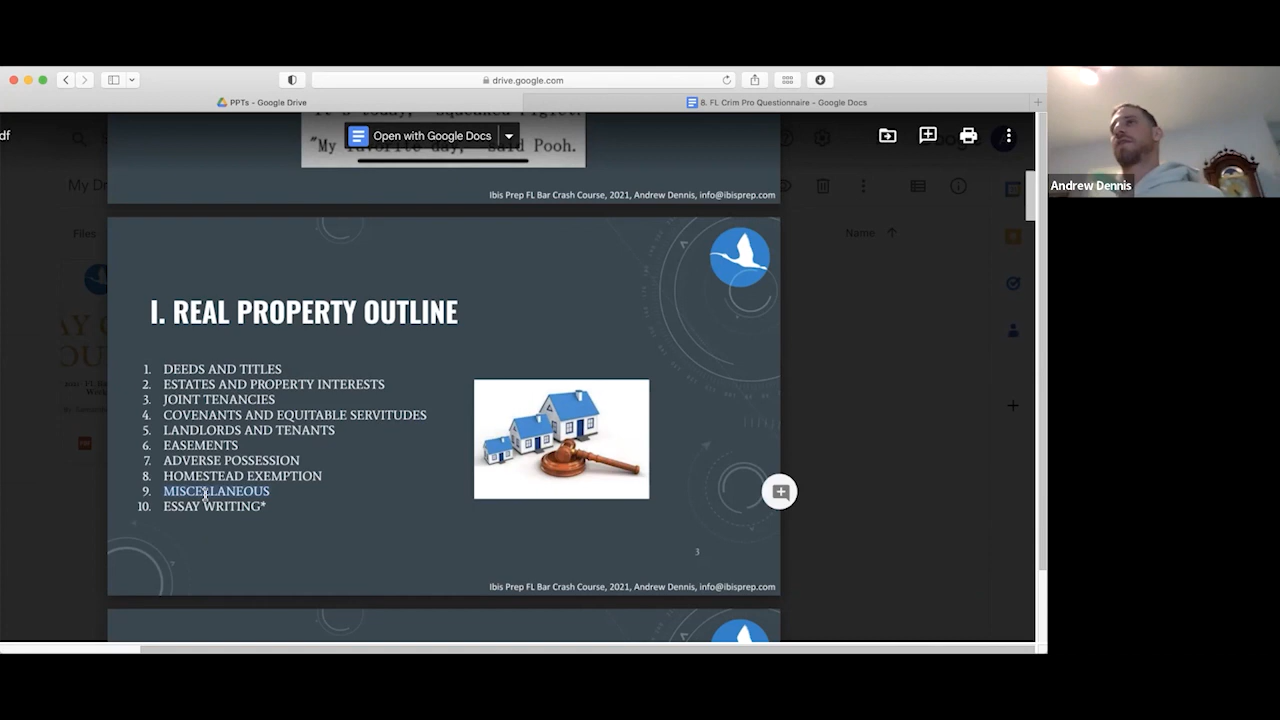 drive.google.com
PPTs - Google Drive
8. FL Crim Pro Questionnaire - Google Docs
df
Open with Google Docs
"My favorite day," said Pooh.
Ibis Prep FL Bar Crash Course, 2021, Andrew Dennis, info@ibisprep.com
My Dr
Files
Name
I. REAL PROPERTY OUTLINE
1. DEEDS AND TITLES
2. ESTATES AND PROPERTY INTERESTS
3. JOINT TENANCIES
4. COVENANTS AND EQUITABLE SERVITUDES
5. LANDLORDS AND TENANTS
6. EASEMENTS
7. ADVERSE POSSESSION
8. HOMESTEAD EXEMPTION
9. MISCELLANEOUS
10. ESSAY WRITING*
3
Ibis Prep FL Bar Crash Course, 2021, Andrew Dennis, info@ibisprep.com
Andrew Dennis